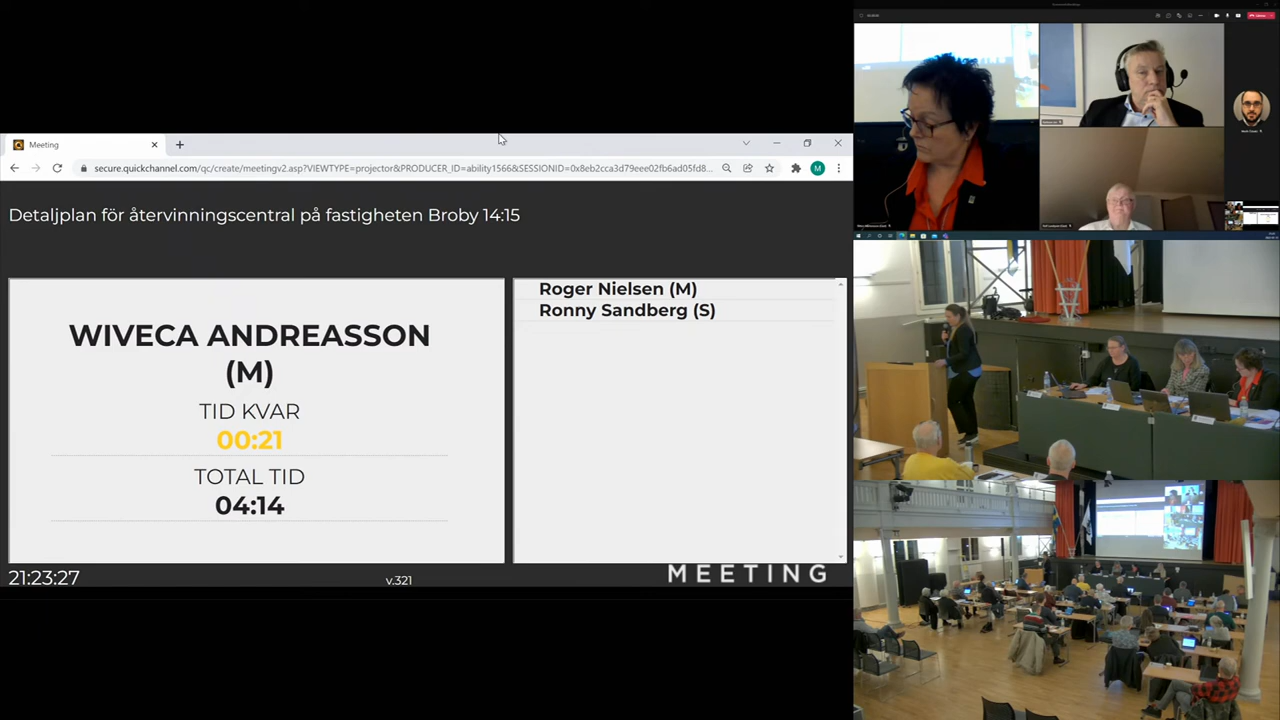 Meeting
secure.quickchannel.com/qc/create/meetingv2.asp?VIEWTYPE=projector&PRODUCER_ID=ability1566&SESSIONID=0x8eb2cca3d79eee02fb6ad05fd8...
M
Detaljplan för återvinningscentral på fastigheten Broby 14:15
WIVECA ANDREASSON
(M)
TID KVAR
00:21
TOTAL TID
04:14
Roger Nielsen (M)
Ronny Sandberg (S)
21:23:27
v.321
MEETING